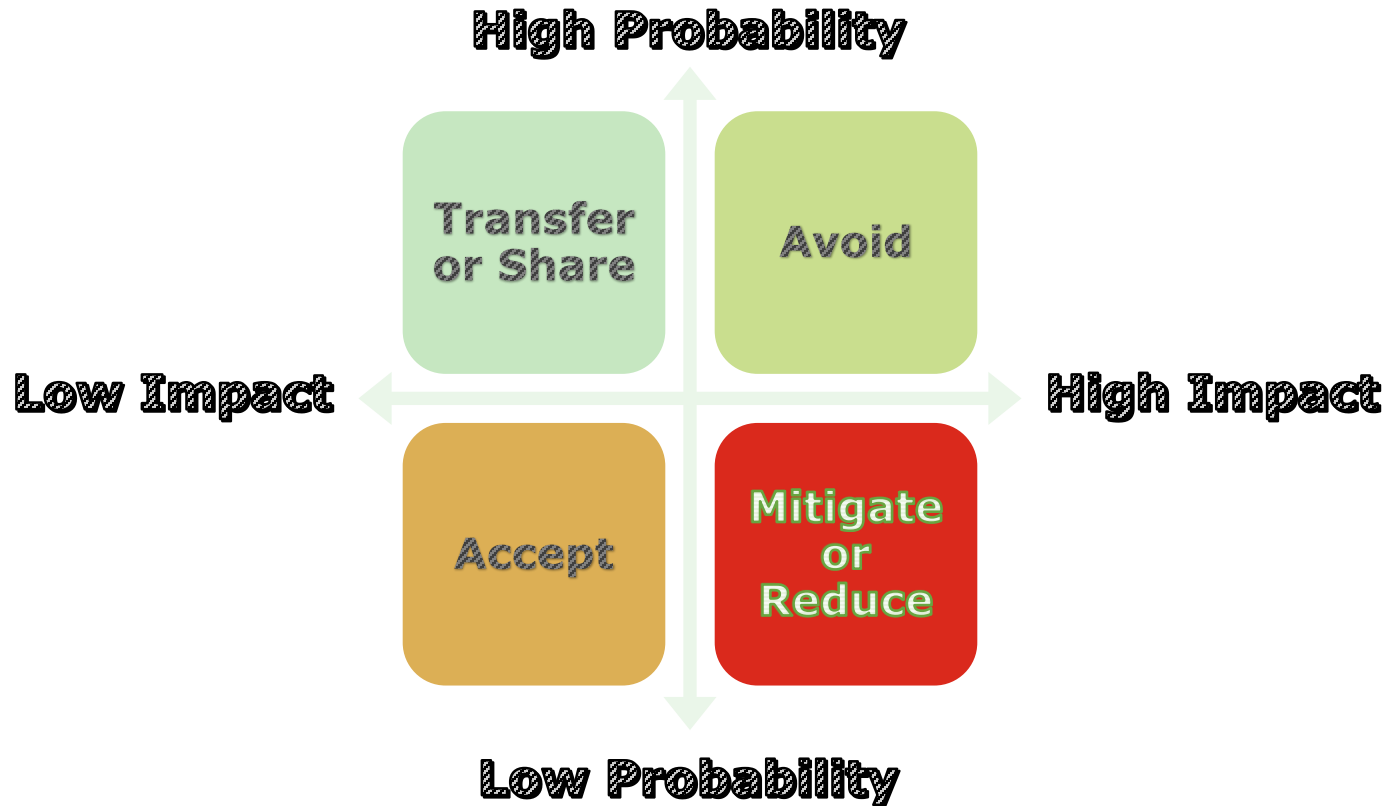 High Probability
Transfer
or Share
Avoid
Low Impact
High Impact
Accept
Mitigate
or
Reduce
Low Probability